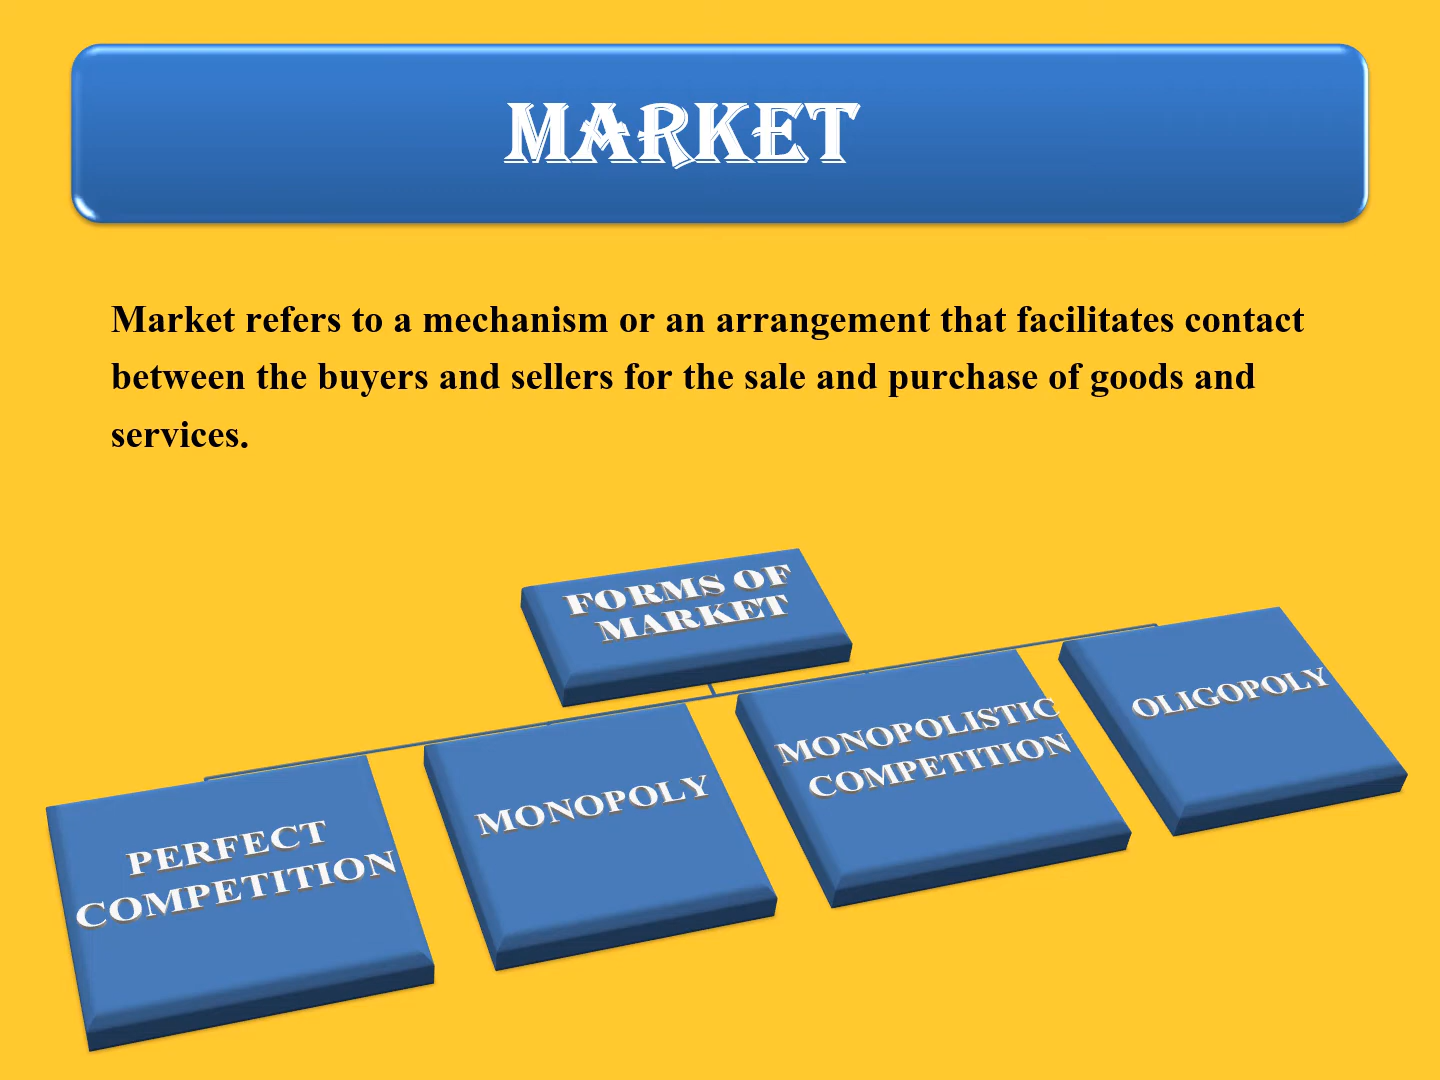 MARKET
Market refers to a mechanism or an arrangement that facilitates contact
between the buyers and sellers for the sale and purchase of goods and
services.
FORMS OF
MARKET
PERFECT
COMPETITION
MONOPOLY
MONOPOLISTIC
COMPETITION
OLIGOPOLY